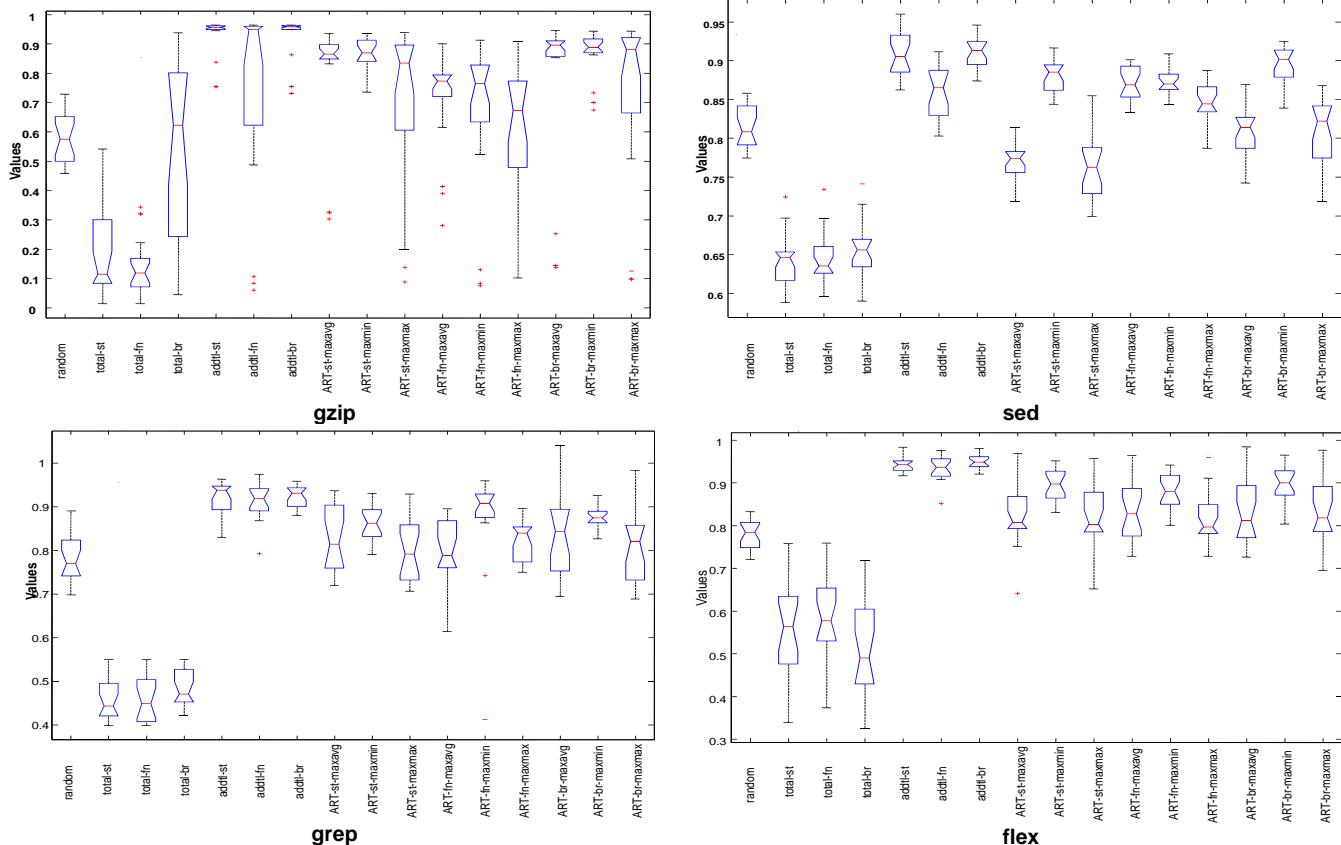 1
0.9
0.8
0.7
0.6
0.5
0.4
0.3
0.2
0.1
0
Values
random
total-st
total-fn
total-br
addtl-st
addtl-fn
addtl-br
ART-st-maxavg
ART-st-maxmin
ART-st-maxmax
ART-fn-maxavg
ART-fn-maxmin
ART-fn-maxmax
ART-br-maxavg
ART-br-maxmin
ART-br-maxmax
gzip
0.95
0.9
0.85
0.8
0.75
0.7
0.65
0.6
Values
random
total-st
total-fn
total-br
addtl-st
addtl-fn
addtl-br
ART-st-maxavg
ART-st-maxmin
ART-st-maxmax
ART-fn-maxavg
ART-fn-maxmin
ART-fn-maxmax
ART-br-maxavg
ART-br-maxmin
ART-br-maxmax
sed
1
0.9
0.8
0.7
0.6
0.5
0.4
Values
random
total-st
total-fn
total-br
addtl-st
addtl-fn
addtl-br
ART-st-maxavg
ART-st-maxmin
ART-st-maxmax
ART-fn-maxavg
ART-fn-maxmin
ART-fn-maxmax
ART-br-maxavg
ART-br-maxmin
ART-br-maxmax
grep
1
0.9
0.8
0.7
0.6
0.5
0.4
0.3
Values
random
total-st
total-fn
total-br
addtl-st
addtl-fn
addtl-br
ART-st-maxavg
ART-st-maxmin
ART-st-maxmax
ART-fn-maxavg
ART-fn-maxmin
ART-fn-maxmax
ART-br-maxavg
ART-br-maxmin
ART-br-maxmax
flex